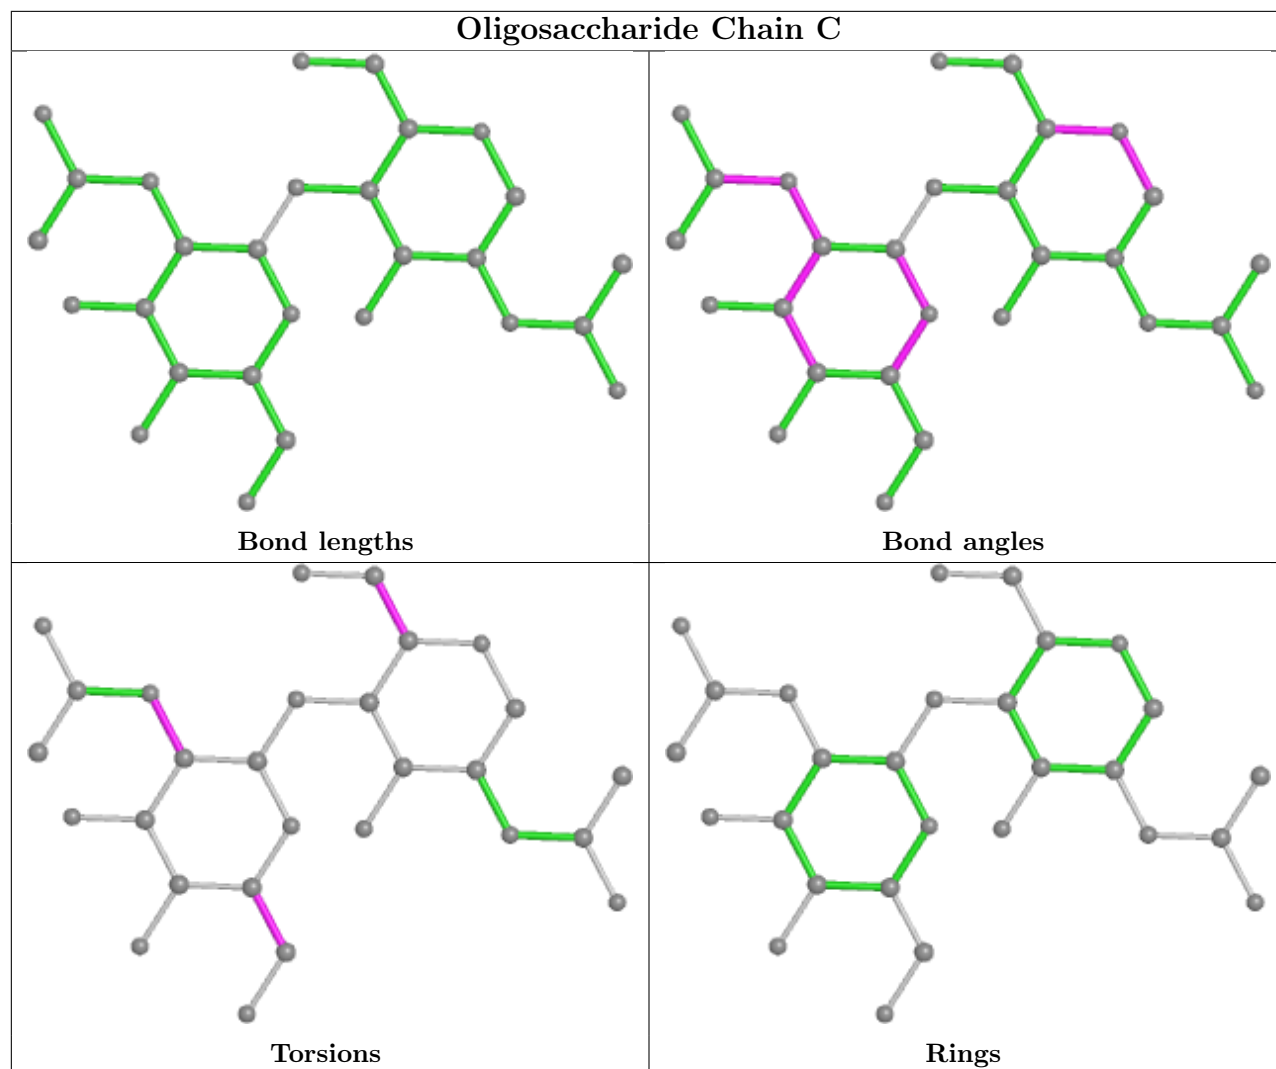 Oligosaccharide Chain C
Bond lengths
Bond angles
Torsions
Rings